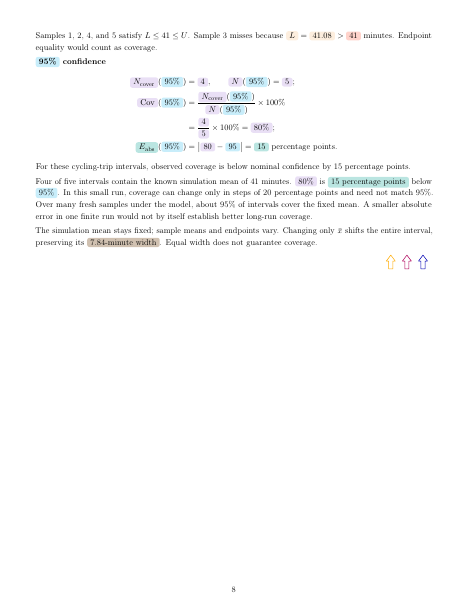 Samples 1, 2, 4, and 5 satisfy L ≤ 41 ≤ U. Sample 3 misses because L = 41.08 > 41 minutes. Endpoint
equality would count as coverage.
95% confidence
N_cover(95%) = 4, N(95%) = 5;
Cov(95%) = N_cover(95%) / N(95%) × 100%
= 4/5 × 100% = 80%;
E_abs(95%) = |80 − 95| = 15 percentage points.
For these cycling-trip intervals, observed coverage is below nominal confidence by 15 percentage points.
Four of five intervals contain the known simulation mean of 41 minutes. 80% is 15 percentage points below
95%. In this small run, coverage can change only in steps of 20 percentage points and need not match 95%.
Over many fresh samples under the model, about 95% of intervals cover the fixed mean. A smaller absolute
error in one finite run would not by itself establish better long-run coverage.
The simulation mean stays fixed; sample means and endpoints vary. Changing only x̄ shifts the entire interval,
preserving its 7.84-minute width. Equal width does not guarantee coverage.
8